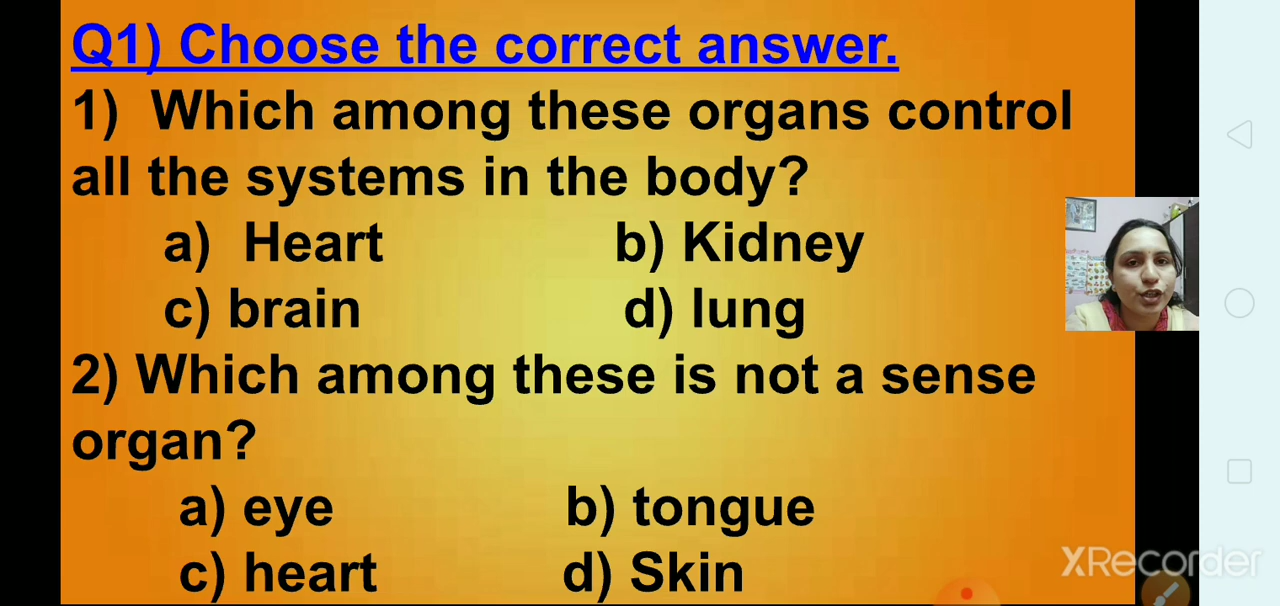 Q1) Choose the correct answer.
1) Which among these organs control
all the systems in the body?
a) Heart b) Kidney
c) brain d) lung
2) Which among these is not a sense
organ?
a) eye b) tongue
c) heart d) Skin
XRecorder